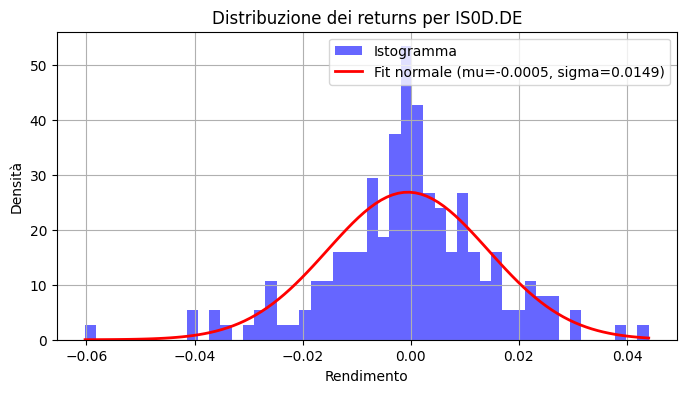 Distribuzione dei returns per IS0D.DE
Istogramma
Fit normale (mu=-0.0005, sigma=0.0149)
Densità
50
40
30
20
10
0
−0.06
−0.04
−0.02
0.00
0.02
0.04
Rendimento